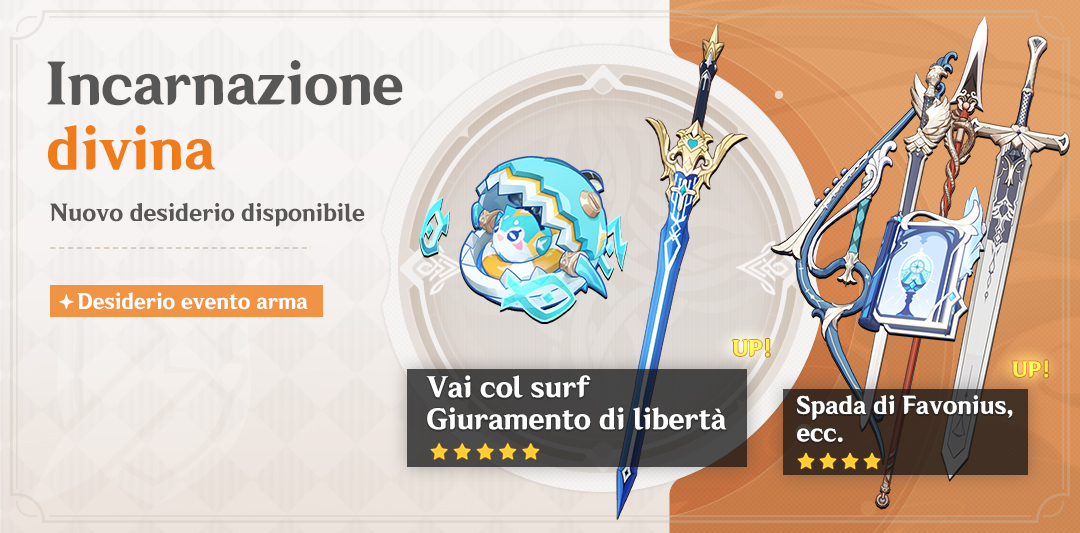 Incarnazione
divina
Nuovo desiderio disponibile
Desiderio evento arma
UP!
Vai col surf
Giuramento di libertà
UP!
Spada di Favonius,
ecc.